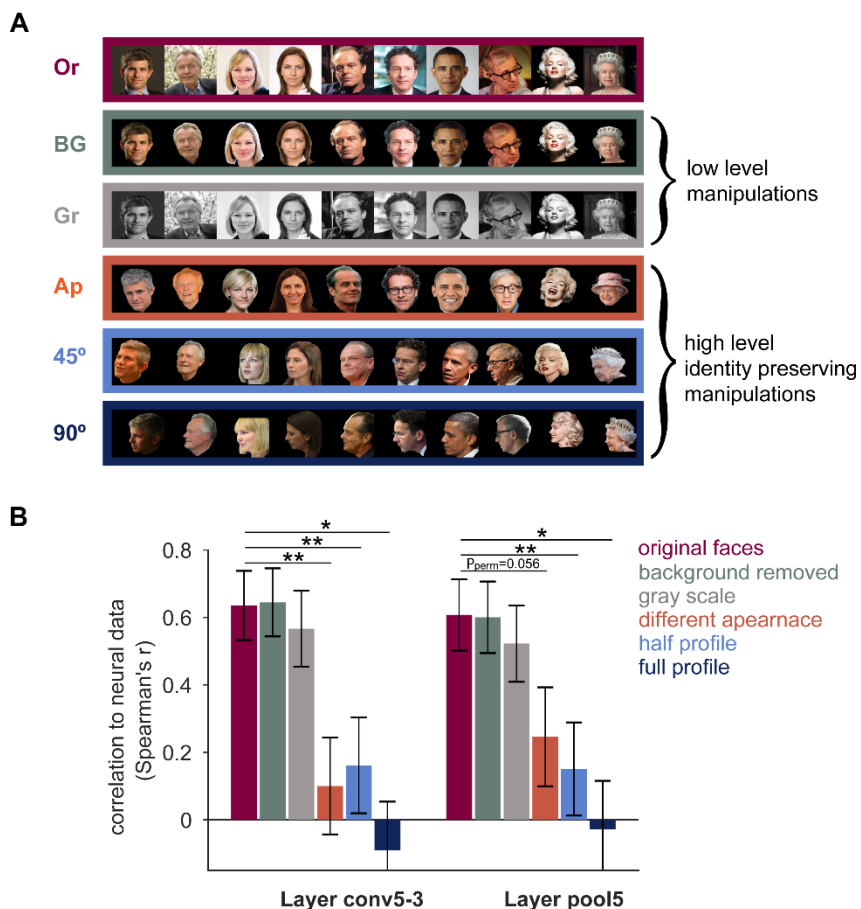 A
Or
BG
Gr
low level
manipulations
Ap
45º
90º
high level
identity preserving
manipulations
B
correlation to neural data
(Spearman's r)
0.8
0.6
0.4
0.2
0
*
**
**
*
**
Pperm=0.056
original faces
background removed
gray scale
different apearnace
half profile
full profile
Layer conv5-3
Layer pool5